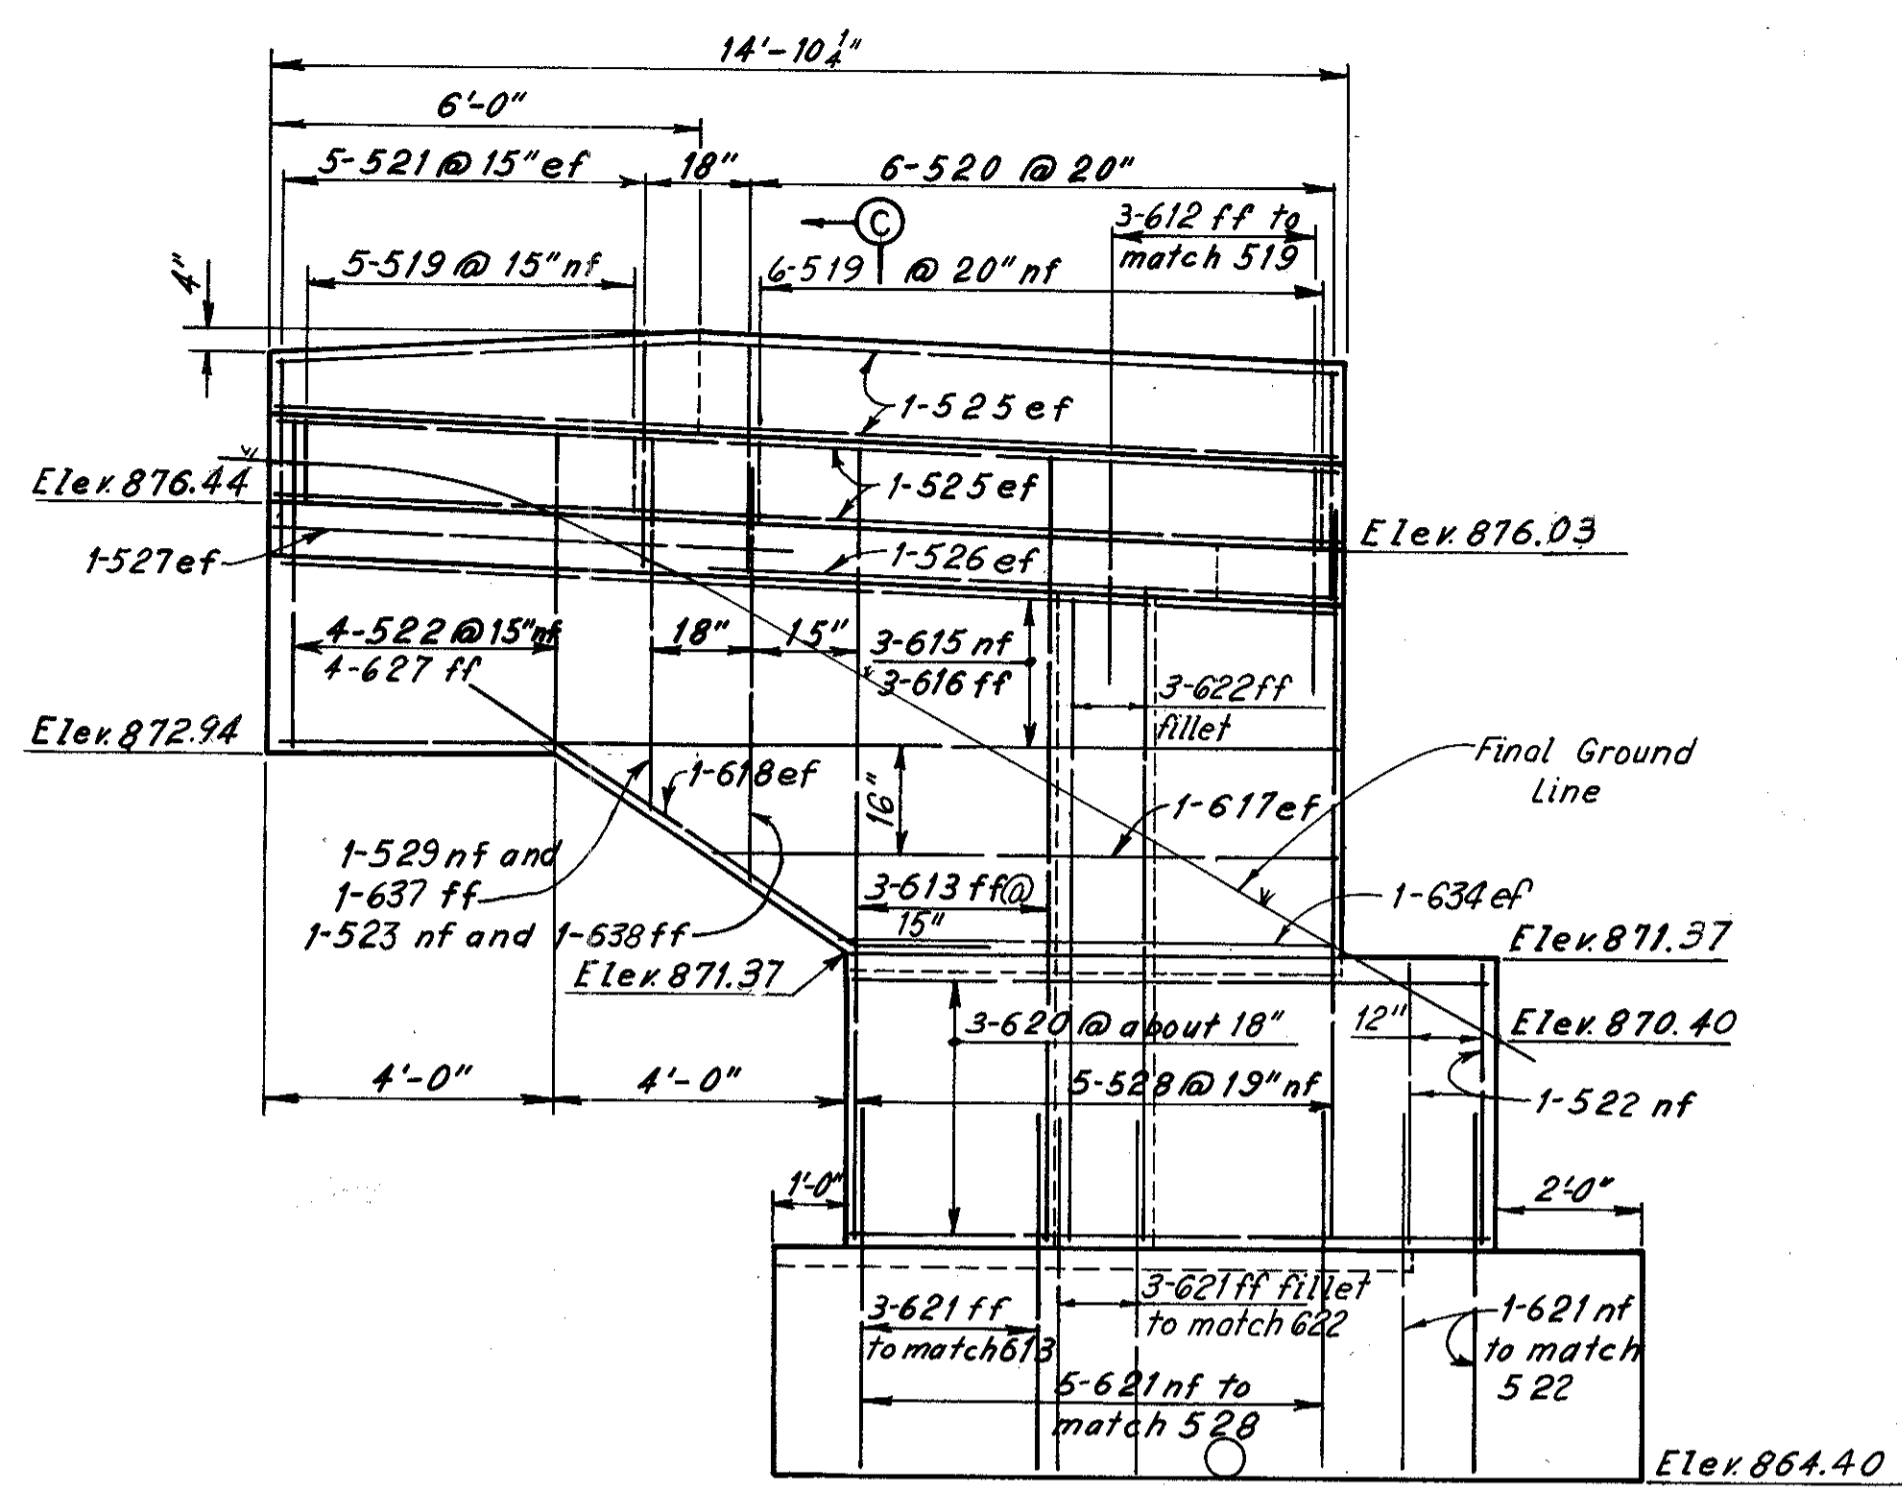 14'-10 1/4"
6'-0"
5-521 @ 15" ef
18"
6-520 @ 20"
C
3-612 ff to
match 519
4"
5-519 @ 15" nf
6-519 @ 20" nf
1-525 ef
Elev. 876.44
1-525 ef
Elev. 876.03
1-527 ef
1-526 ef
4-522 @ 15" nf
4-627 ff
18"
15"
3-615 nf
3-616 ff
3-622 ff
fillet
Elev. 872.94
Final Ground
Line
1-618 ef
16"
1-617 ef
1-529 nf and
1-637 ff
3-613 ff @
15"
1-634 ef
1-523 nf and 1-638 ff
Elev. 871.37
Elev. 871.37
3-620 @ about 18"
12"
Elev. 870.40
4'-0"
4'-0"
5-528 @ 19" nf
1-522 nf
1'-0"
2'-0"
3-621 ff
to match 613
3-621 ff fillet
to match 622
1-621 nf
to match
522
5-621 nf to
match 528
Elev. 864.40